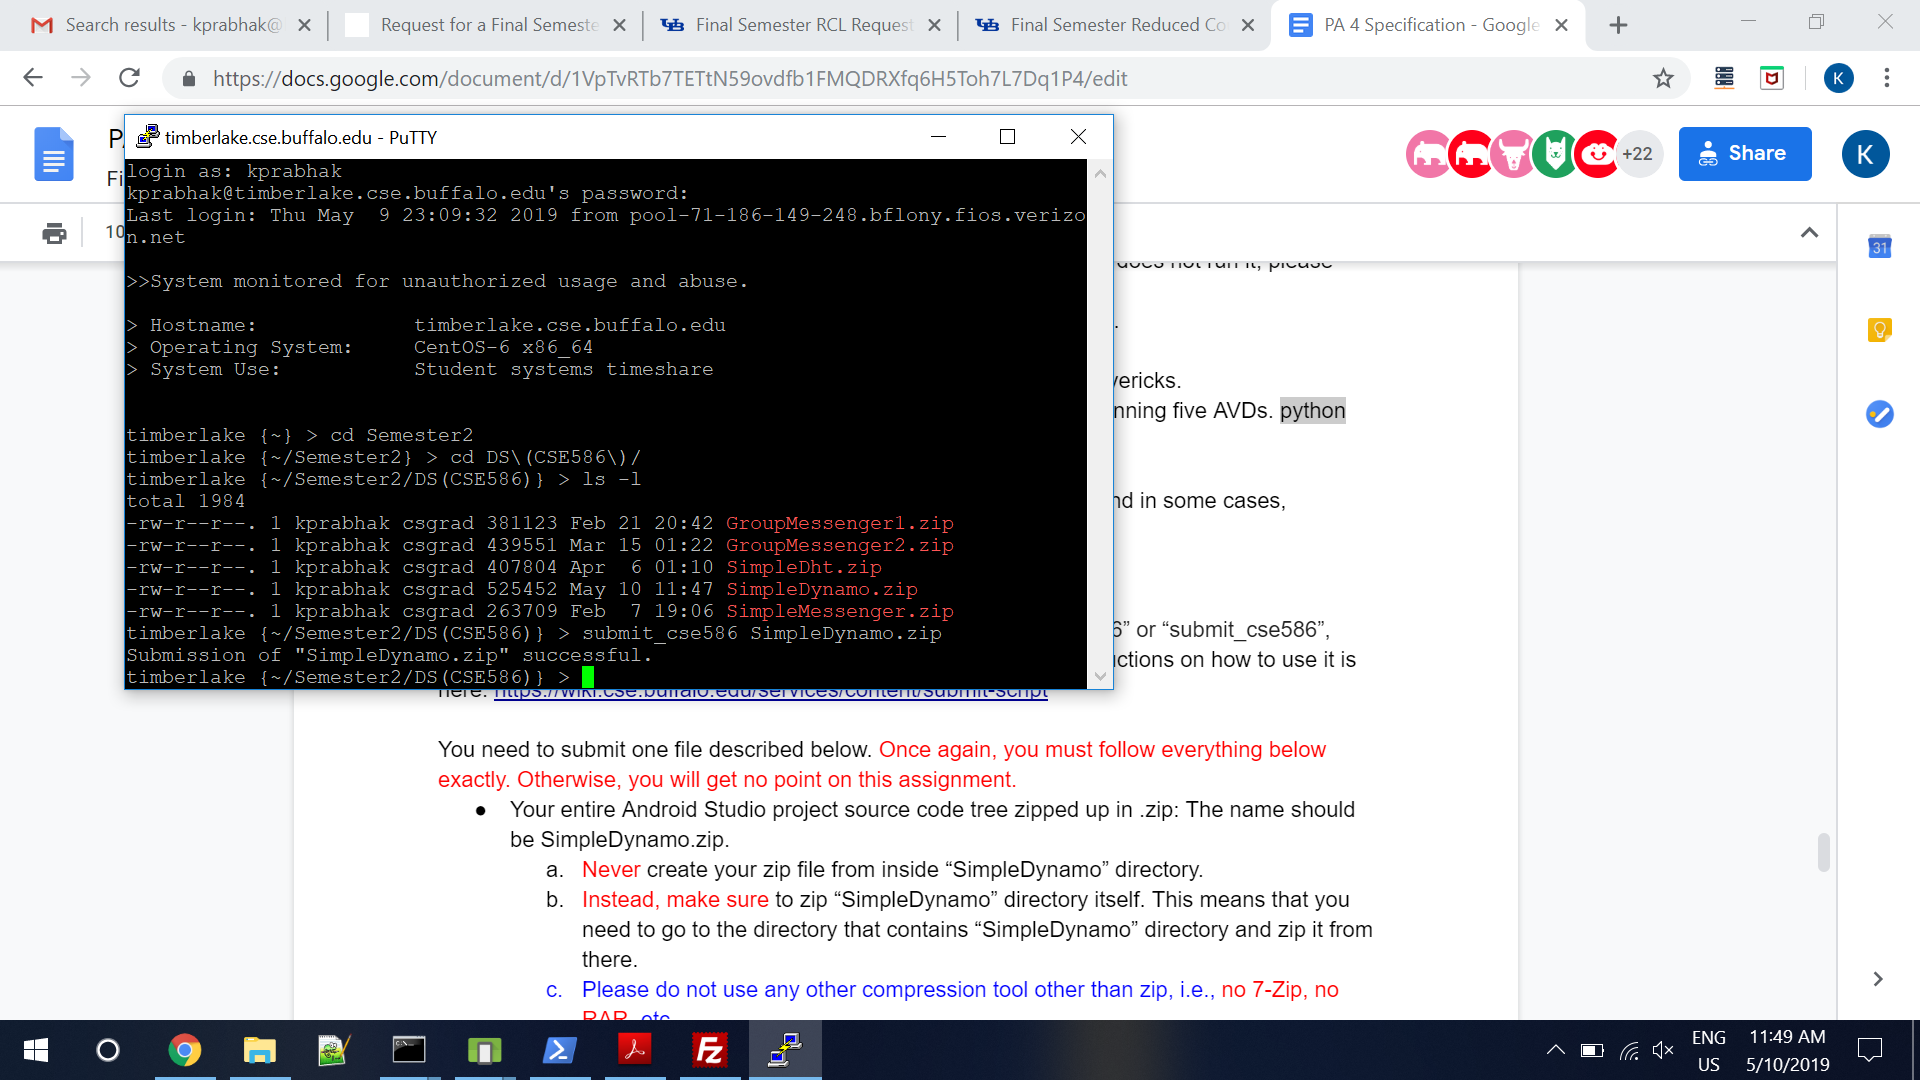 Search results - kprabhak@
Request for a Final Semeste
Final Semester RCL Request
Final Semester Reduced Co
PA 4 Specification - Google
https://docs.google.com/document/d/1VpTvRTb7TETtN59ovdfb1FMQDRXfq6H5Toh7L7Dq1P4/edit
K
timberlake.cse.buffalo.edu - PuTTY
+22
Share
K
10
31
login as: kprabhak
kprabhak@timberlake.cse.buffalo.edu's password:
Last login: Thu May  9 23:09:32 2019 from pool-71-186-149-248.bflony.fios.verizo
n.net
>>System monitored for unauthorized usage and abuse.
> Hostname:             timberlake.cse.buffalo.edu
> Operating System:     CentOS-6 x86_64
> System Use:           Student systems timeshare
timberlake {~} > cd Semester2
timberlake {~/Semester2} > cd DS\(CSE586\)/
timberlake {~/Semester2/DS(CSE586)} > ls -l
total 1984
-rw-r--r--. 1 kprabhak csgrad 381123 Feb 21 20:42 GroupMessenger1.zip
-rw-r--r--. 1 kprabhak csgrad 439551 Mar 15 01:22 GroupMessenger2.zip
-rw-r--r--. 1 kprabhak csgrad 407804 Apr  6 01:10 SimpleDht.zip
-rw-r--r--. 1 kprabhak csgrad 525452 May 10 11:47 SimpleDynamo.zip
-rw-r--r--. 1 kprabhak csgrad 263709 Feb  7 19:06 SimpleMessenger.zip
timberlake {~/Semester2/DS(CSE586)} > submit_cse586 SimpleDynamo.zip
Submission of "SimpleDynamo.zip" successful.
timberlake {~/Semester2/DS(CSE586)} >
does not run it, please
.
vericks.
nning five AVDs. python
nd in some cases,
6” or “submit_cse586”,
uctions on how to use it is
here: https://wiki.cse.buffalo.edu/services/content/submit-script
You need to submit one file described below. Once again, you must follow everything below
exactly. Otherwise, you will get no point on this assignment.
● Your entire Android Studio project source code tree zipped up in .zip: The name should
be SimpleDynamo.zip.
a. Never create your zip file from inside “SimpleDynamo” directory.
b. Instead, make sure to zip “SimpleDynamo” directory itself. This means that you
need to go to the directory that contains “SimpleDynamo” directory and zip it from
there.
c. Please do not use any other compression tool other than zip, i.e., no 7-Zip, no
RAR, etc.
ENG
US
11:49 AM
5/10/2019